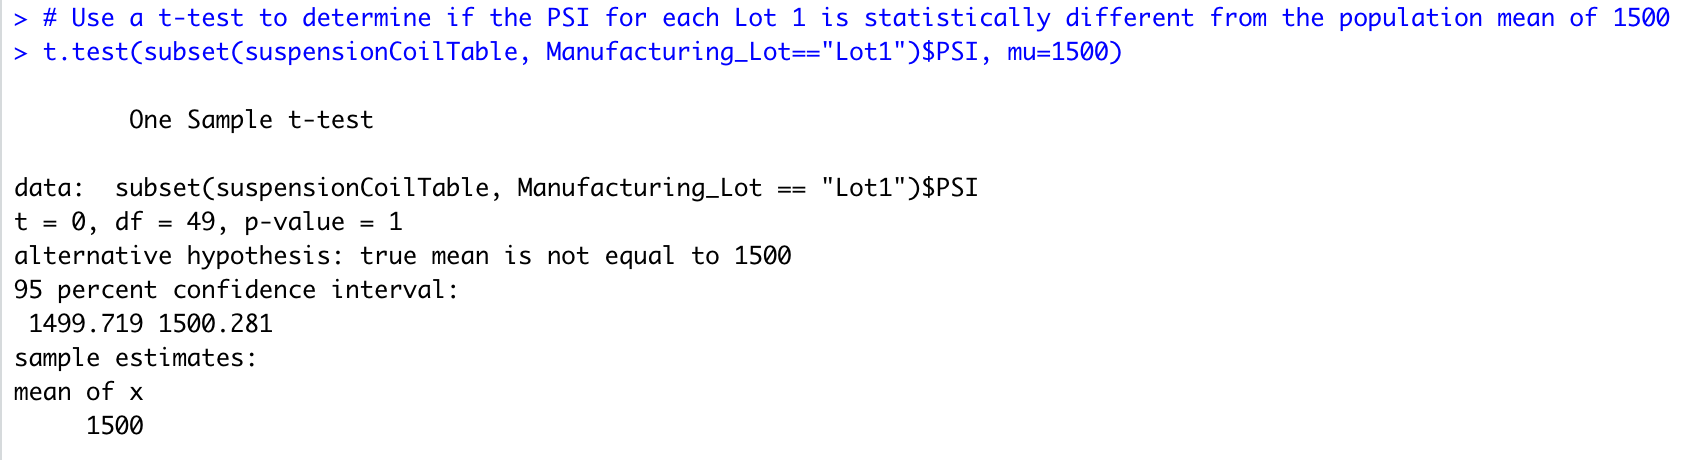 > # Use a t-test to determine if the PSI for each Lot 1 is statistically different from the population mean of 1500
> t.test(subset(suspensionCoilTable, Manufacturing_Lot=="Lot1")$PSI, mu=1500)
One Sample t-test
data:  subset(suspensionCoilTable, Manufacturing_Lot == "Lot1")$PSI
t = 0, df = 49, p-value = 1
alternative hypothesis: true mean is not equal to 1500
95 percent confidence interval:
1499.719 1500.281
sample estimates:
mean of x
1500